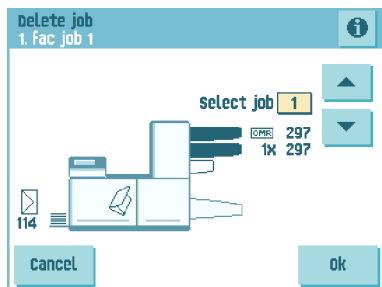 Delete job
1. Fac job 1
i
Select job 1
OMR 297
1X 297
114
Cancel
Ok